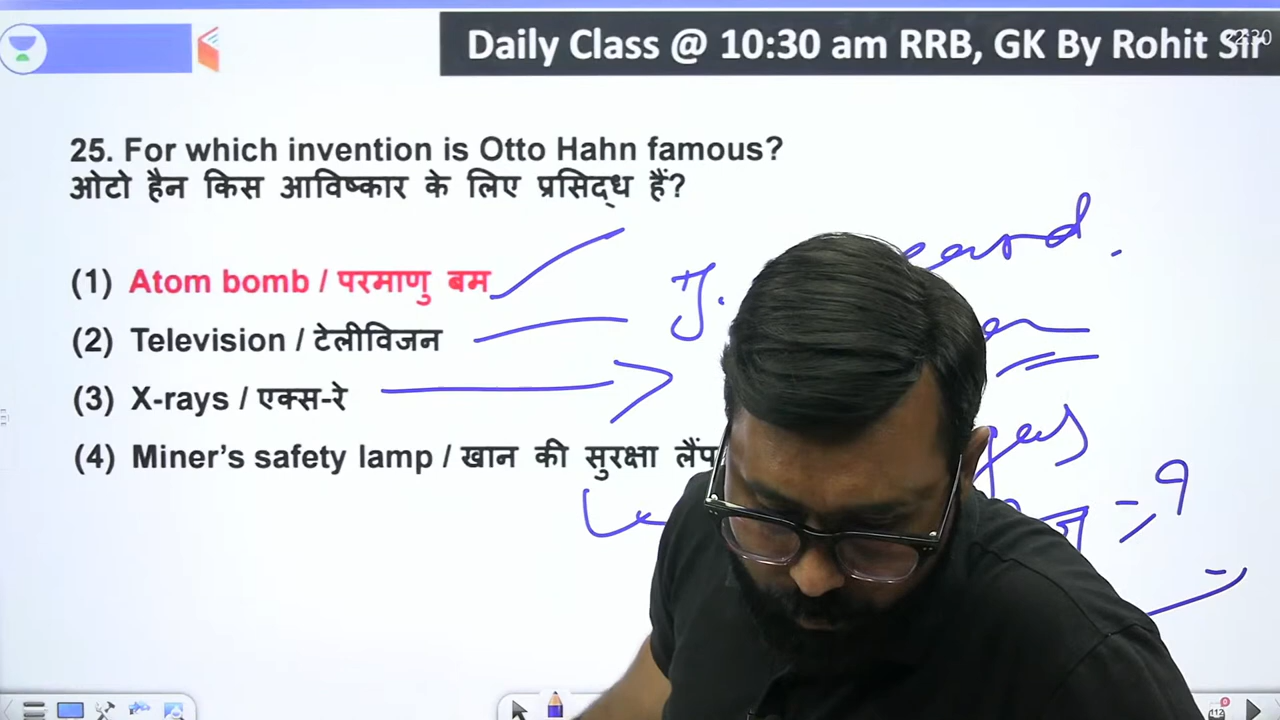 Daily Class @ 10:30 am RRB, GK By Rohit Sir
25. For which invention is Otto Hahn famous?
ओटो हैन किस आविष्कार के लिए प्रसिद्ध हैं?
(1) Atom bomb / परमाणु बम
(2) Television / टेलीविजन
(3) X-rays / एक्स-रे
(4) Miner's safety lamp / खान की सुरक्षा लैंप
J.